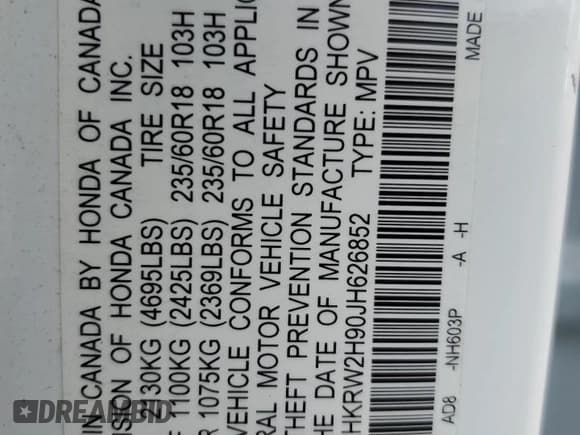 IN CANADA BY HONDA OF CANADA
SION OF HONDA CANADA INC.
2130KG (4695LBS) TIRE SIZE
1100KG (2425LBS) 235/60R18 103H
1075KG (2369LBS) 235/60R18 103H
VEHICLE CONFORMS TO ALL APPLIC
RAL MOTOR VEHICLE SAFETY
THEFT PREVENTION STANDARDS IN
HE DATE OF MANUFACTURE SHOWN
HKRW2H90JH626852 TYPE: MPV
AD8 -NH603P -A -H MADE
DREAMBID